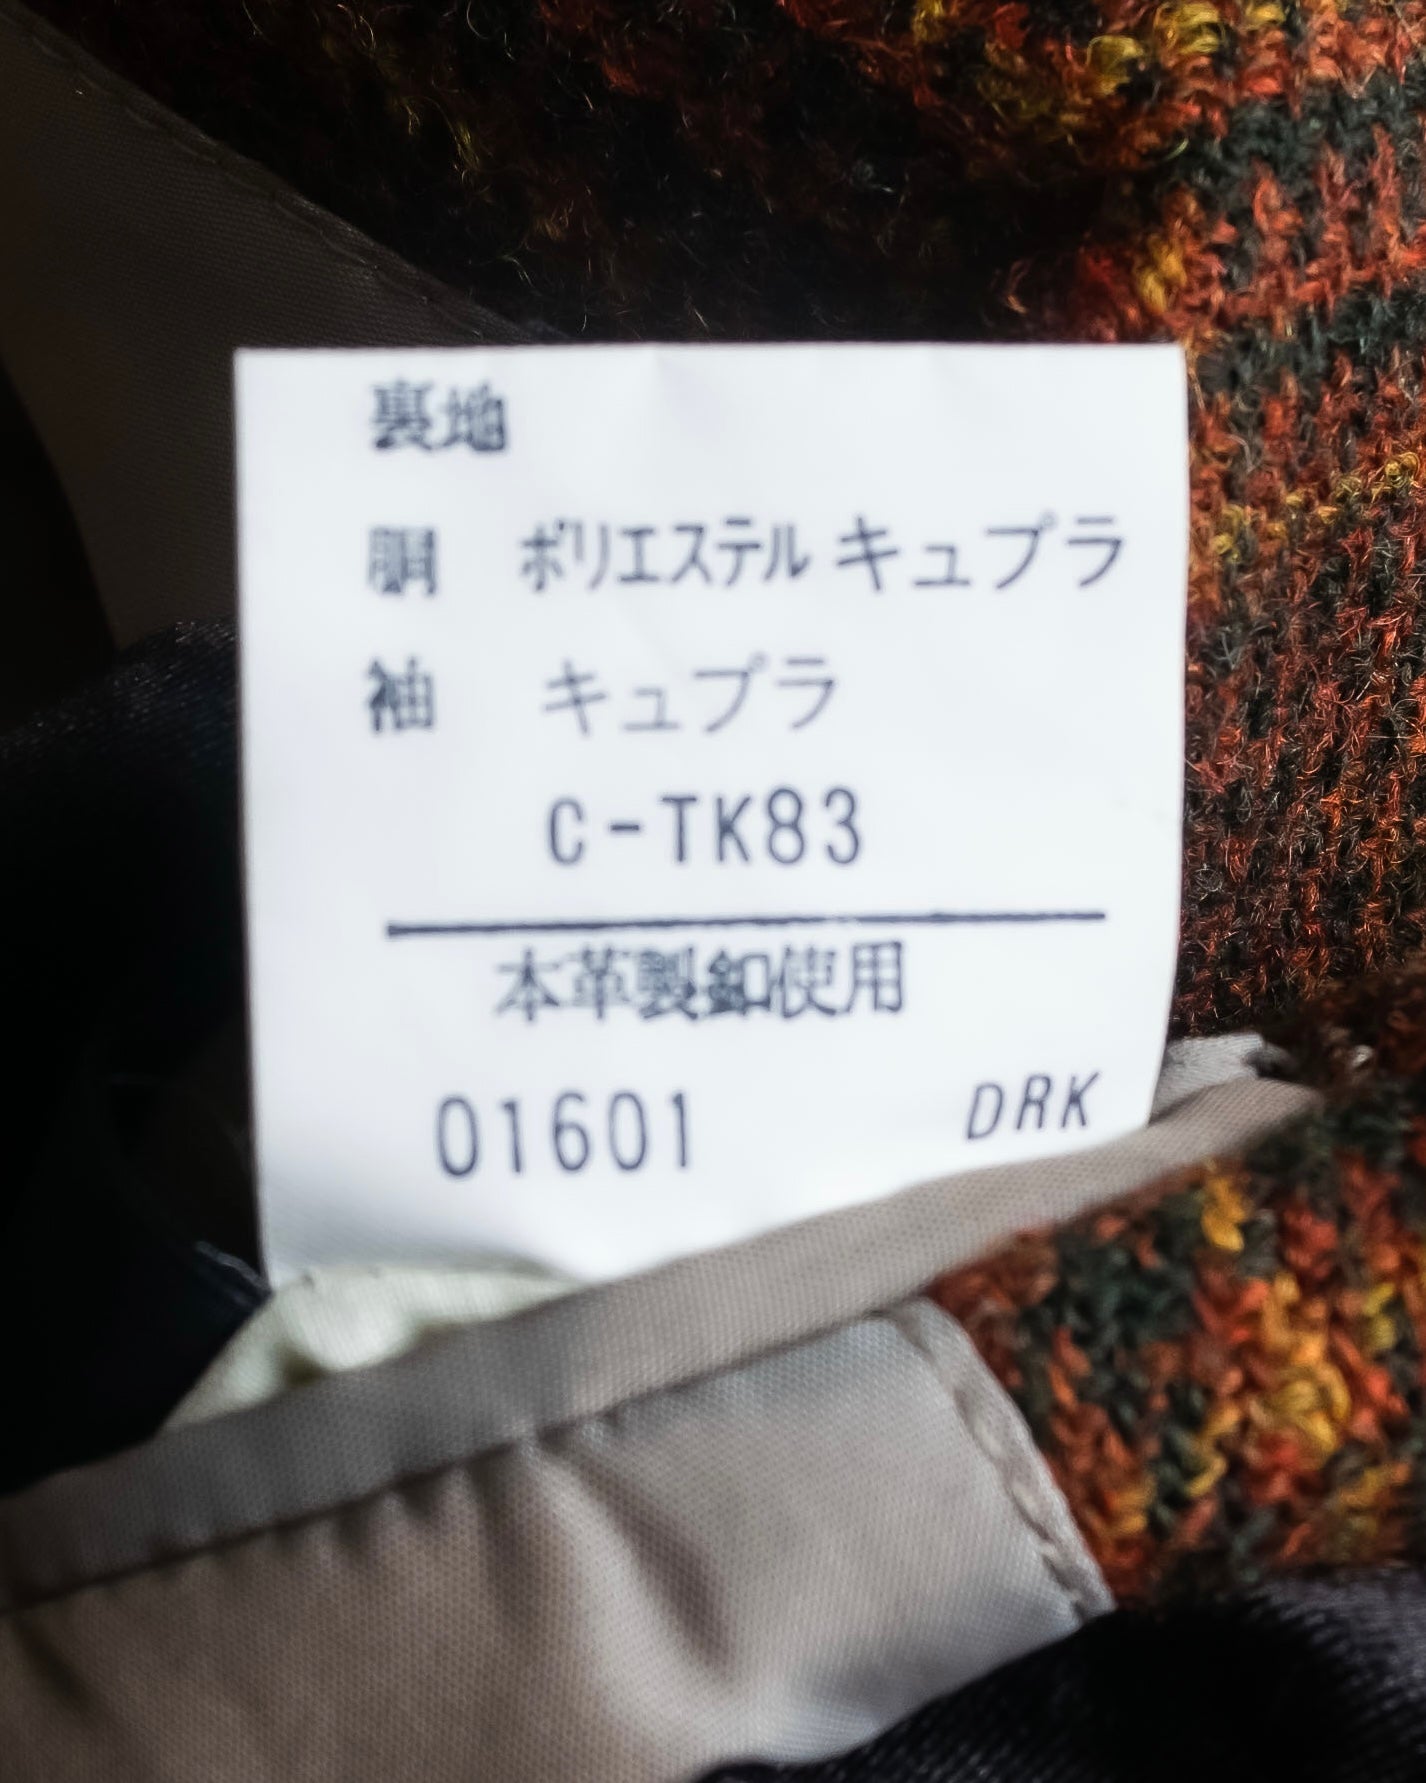 裏地
胴 ポリエステル キュプラ
袖 キュプラ
C-TK83
本革製釦使用
01601 DRK